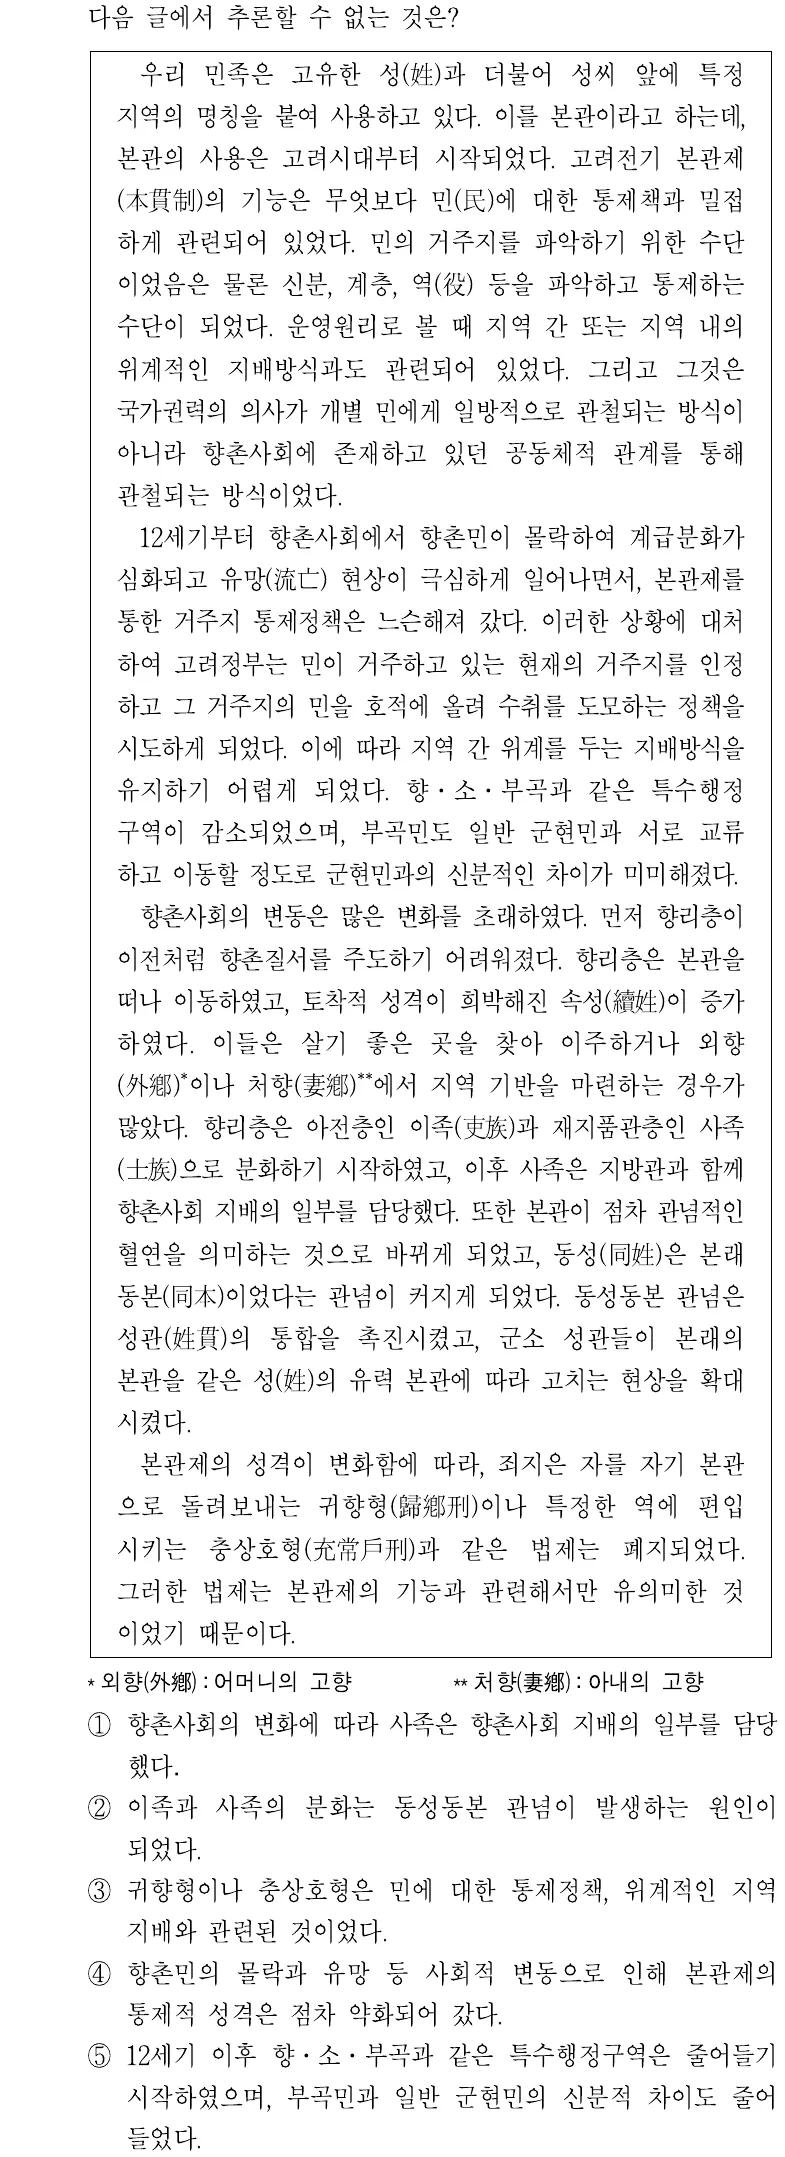 다음 글에서 추론할 수 없는 것은?
우리 민족은 고유한 성(姓)과 더불어 성씨 앞에 특정
지역의 명칭을 붙여 사용하고 있다. 이를 본관이라고 하는데,
본관의 사용은 고려시대부터 시작되었다. 고려전기 본관제
(本貫制)의 기능은 무엇보다 민(民)에 대한 통제책과 밀접
하게 관련되어 있었다. 민의 거주지를 파악하기 위한 수단
이었음은 물론 신분, 계층, 역(役) 등을 파악하고 통제하는
수단이 되었다. 운영원리로 볼 때 지역 간 또는 지역 내의
위계적인 지배방식과도 관련되어 있었다. 그리고 그것은
국가권력의 의사가 개별 민에게 일방적으로 관철되는 방식이
아니라 향촌사회에 존재하고 있던 공동체적 관계를 통해
관철되는 방식이었다.
12세기부터 향촌사회에서 향촌민이 몰락하여 계급분화가
심화되고 유망(流亡) 현상이 극심하게 일어나면서, 본관제를
통한 거주지 통제정책은 느슨해져 갔다. 이러한 상황에 대처
하여 고려정부는 민이 거주하고 있는 현재의 거주지를 인정
하고 그 거주지의 민을 호적에 올려 수취를 도모하는 정책을
시도하게 되었다. 이에 따라 지역 간 위계를 두는 지배방식을
유지하기 어렵게 되었다. 향·소·부곡과 같은 특수행정
구역이 감소되었으며, 부곡민도 일반 군현민과 서로 교류
하고 이동할 정도로 군현민과의 신분적인 차이가 미미해졌다.
향촌사회의 변동은 많은 변화를 초래하였다. 먼저 향리층이
이전처럼 향촌질서를 주도하기 어려워졌다. 향리층은 본관을
떠나 이동하였고, 토착적 성격이 희박해진 속성(續姓)이 증가
하였다. 이들은 살기 좋은 곳을 찾아 이주하거나 외향
(外鄕)*이나 처향(妻鄕)**에서 지역 기반을 마련하는 경우가
많았다. 향리층은 아전층인 이족(吏族)과 재지품관층인 사족
(士族)으로 분화하기 시작하였고, 이후 사족은 지방관과 함께
향촌사회 지배의 일부를 담당했다. 또한 본관이 점차 관념적인
혈연을 의미하는 것으로 바뀌게 되었고, 동성(同姓)은 본래
동본(同本)이었다는 관념이 커지게 되었다. 동성동본 관념은
성관(姓貫)의 통합을 촉진시켰고, 군소 성관들이 본래의
본관을 같은 성(姓)의 유력 본관에 따라 고치는 현상을 확대
시켰다.
본관제의 성격이 변화함에 따라, 죄지은 자를 자기 본관
으로 돌려보내는 귀향형(歸鄕刑)이나 특정한 역에 편입
시키는 충상호형(充常戶刑)과 같은 법제는 폐지되었다.
그러한 법제는 본관제의 기능과 관련해서만 유의미한 것
이었기 때문이다.
* 외향(外鄕) : 어머니의 고향 ** 처향(妻鄕) : 아내의 고향
① 향촌사회의 변화에 따라 사족은 향촌사회 지배의 일부를 담당
했다.
② 이족과 사족의 분화는 동성동본 관념이 발생하는 원인이
되었다.
③ 귀향형이나 충상호형은 민에 대한 통제정책, 위계적인 지역
지배와 관련된 것이었다.
④ 향촌민의 몰락과 유망 등 사회적 변동으로 인해 본관제의
통제적 성격은 점차 약화되어 갔다.
⑤ 12세기 이후 향·소·부곡과 같은 특수행정구역은 줄어들기
시작하였으며, 부곡민과 일반 군현민의 신분적 차이도 줄어
들었다.